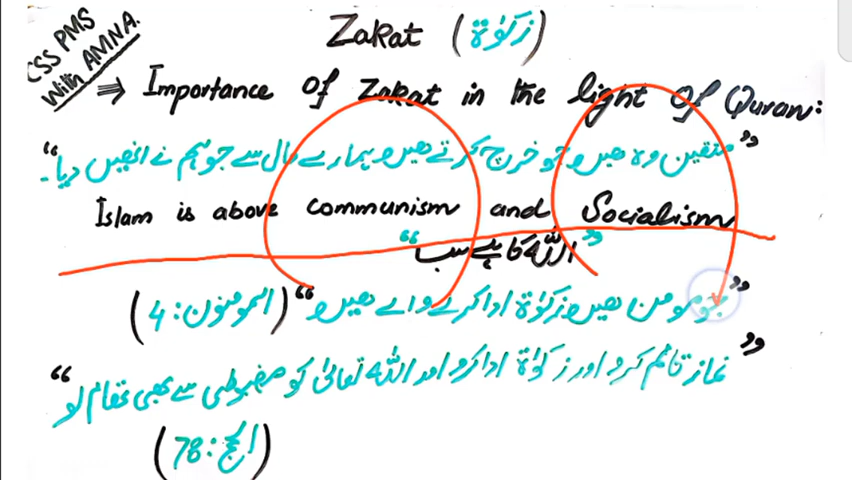 CSS PMS
With AMNA.
Zakat (زکوٰۃ)
⇒ Importance Of Zakat in the light Of Quran:
”متقین وہ ہیں جو خرچ کرتے ہیں ہمارے مال سے جو ہم نے انھیں دیا۔“
Islam is above communism and Socialism
”اللہ کا ہے سب“
”جو مومن ہیں زکوٰۃ ادا کرنے والے ہیں“ (المومنون: 4)
”نماز قائم کرو اور زکوٰۃ ادا کرو اور اللہ تعالیٰ کو مضبوطی سے بھی تھام لو“
(الحج: 78)